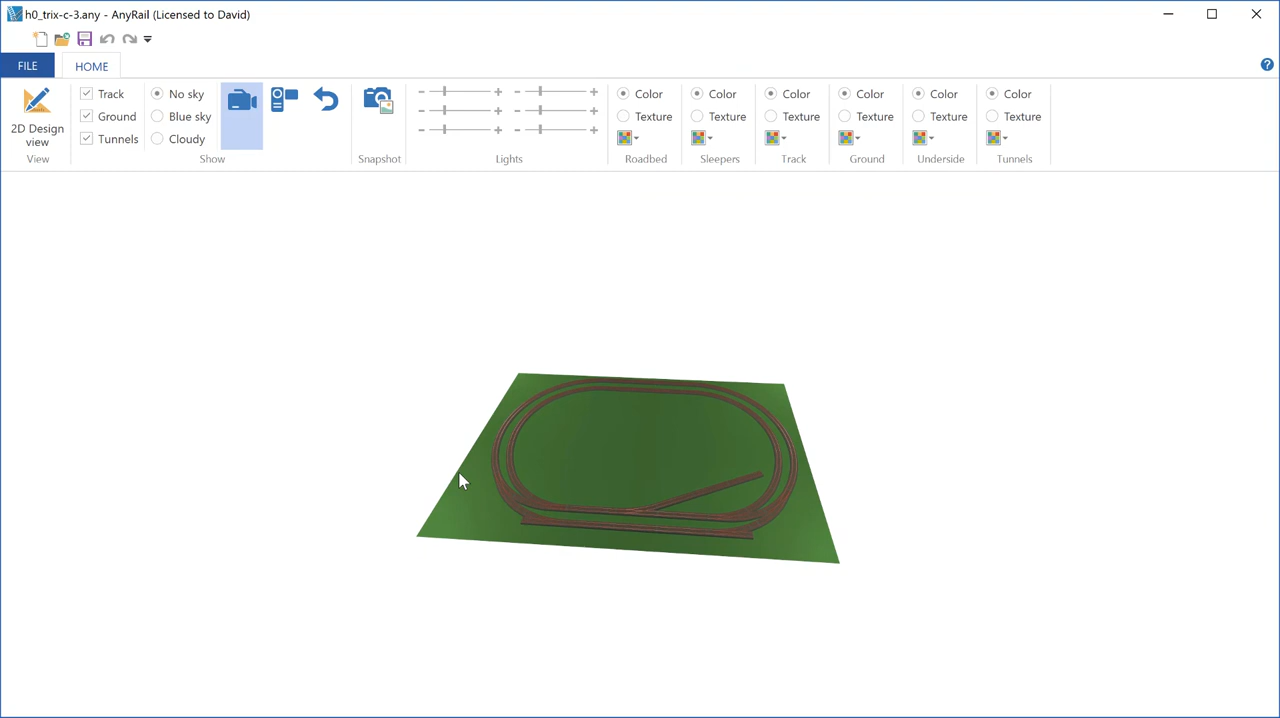 h0_trix-c-3.any - AnyRail (Licensed to David)
FILE
HOME
2D Design
view
View
Track
Ground
Tunnels
No sky
Blue sky
Cloudy
Show
Snapshot
Lights
Color
Texture
Roadbed
Color
Texture
Sleepers
Color
Texture
Track
Color
Texture
Ground
Color
Texture
Underside
Color
Texture
Tunnels